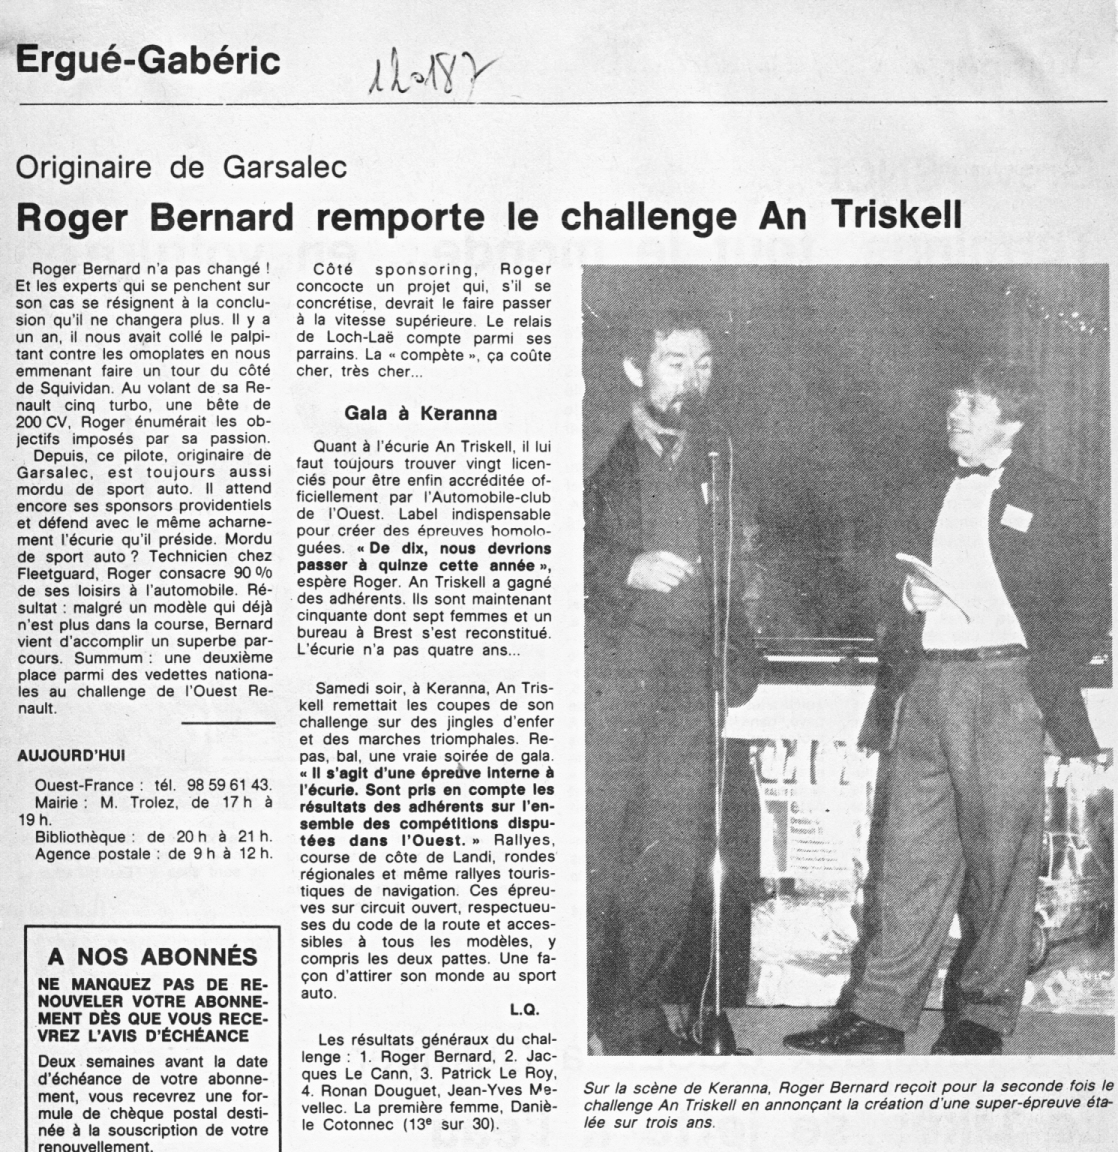 Ergué-Gabéric
Originaire de Garsalec
Roger Bernard remporte le challenge An Triskell
Roger Bernard n'a pas changé !
Et les experts qui se penchent sur
son cas se résignent à la conclu-
sion qu'il ne changera plus. Il y a
un an, il nous avait collé le palpi-
tant contre les omoplates en nous
emmenant faire un tour du côté
de Squividan. Au volant de sa Re-
nault cinq turbo, une bête de
200 CV, Roger énumérait les ob-
jectifs imposés par sa passion.
Depuis, ce pilote, originaire de
Garsalec, est toujours aussi
mordu de sport auto. Il attend
encore ses sponsors providentiels
et défend avec le même acharne-
ment l'écurie qu'il préside. Mordu
de sport auto ? Technicien chez
Fleetguard, Roger consacre 90 %
de ses loisirs à l'automobile. Ré-
sultat : malgré un modèle qui déjà
n'est plus dans la course, Bernard
vient d'accomplir un superbe par-
cours. Summum : une deuxième
place parmi des vedettes nationa-
les au challenge de l'Ouest Re-
nault.
AUJOURD'HUI
Ouest-France : tél. 98 59 61 43.
Mairie : M. Trolez, de 17 h à
19 h.
Bibliothèque : de 20 h à 21 h.
Agence postale : de 9 h à 12 h.
A NOS ABONNÉS
NE MANQUEZ PAS DE RE-
NOUVELER VOTRE ABONNE-
MENT DÈS QUE VOUS RECE-
VREZ L'AVIS D'ÉCHÉANCE
Deux semaines avant la date
d'échéance de votre abonne-
ment, vous recevrez une for-
mule de chèque postal desti-
née à la souscription de votre
renouvellement.
Côté sponsoring, Roger
concocte un projet qui, s'il se
concrétise, devrait le faire passer
à la vitesse supérieure. Le relais
de Loch-Laë compte parmi ses
parrains. La « compète », ça coûte
cher, très cher...
Gala à Keranna
Quant à l'écurie An Triskell, il lui
faut toujours trouver vingt licen-
ciés pour être enfin accréditée of-
ficiellement par l'Automobile-club
de l'Ouest. Label indispensable
pour créer des épreuves homolo-
guées. « De dix, nous devrions
passer à quinze cette année »,
espère Roger. An Triskell a gagné
des adhérents. Ils sont maintenant
cinquante dont sept femmes et un
bureau à Brest s'est reconstitué.
L'écurie n'a pas quatre ans...
Samedi soir, à Keranna, An Tris-
kell remettait les coupes de son
challenge sur des jingles d'enfer
et des marches triomphales. Re-
pas, bal, une vraie soirée de gala.
« Il s'agit d'une épreuve interne à
l'écurie. Sont pris en compte les
résultats des adhérents sur l'en-
semble des compétitions dispu-
tées dans l'Ouest. » Rallyes,
course de côte de Landi, rondes
régionales et même rallyes touris-
tiques de navigation. Ces épreu-
ves sur circuit ouvert, respectueu-
ses du code de la route et acces-
sibles à tous les modèles, y
compris les deux pattes. Une fa-
çon d'attirer son monde au sport
auto.
L.Q.
Les résultats généraux du chal-
lenge : 1. Roger Bernard, 2. Jac-
ques Le Cann, 3. Patrick Le Roy,
4. Ronan Douguet, Jean-Yves Me-
vellec. La première femme, Daniè-
le Cotonnec (13e sur 30).
Sur la scène de Keranna, Roger Bernard reçoit pour la seconde fois le
challenge An Triskell en annonçant la création d'une super-épreuve éta-
lée sur trois ans.